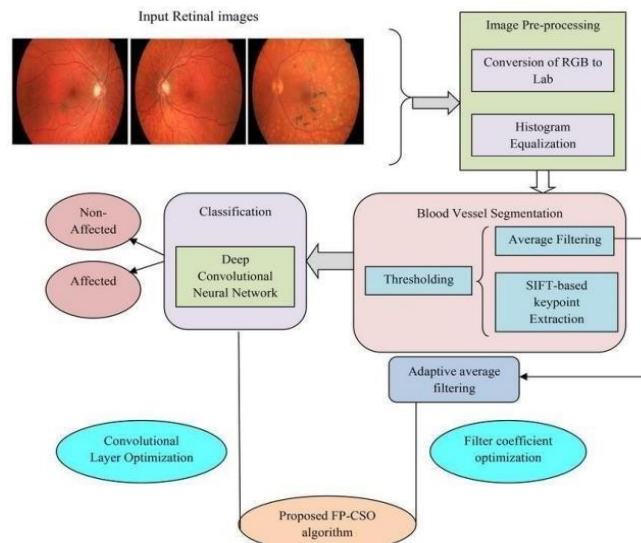 Input Retinal images
Image Pre-processing
Conversion of RGB to
Lab
Histogram
Equalization
Non-
Affected
Affected
Classification
Deep
Convolutional
Neural Network
Blood Vessel Segmentation
Average Filtering
Thresholding
SIFT-based
keypoint
Extraction
Adaptive average
filtering
Convolutional
Layer Optimization
Filter coefficient
optimization
Proposed FP-CSO
algorithm